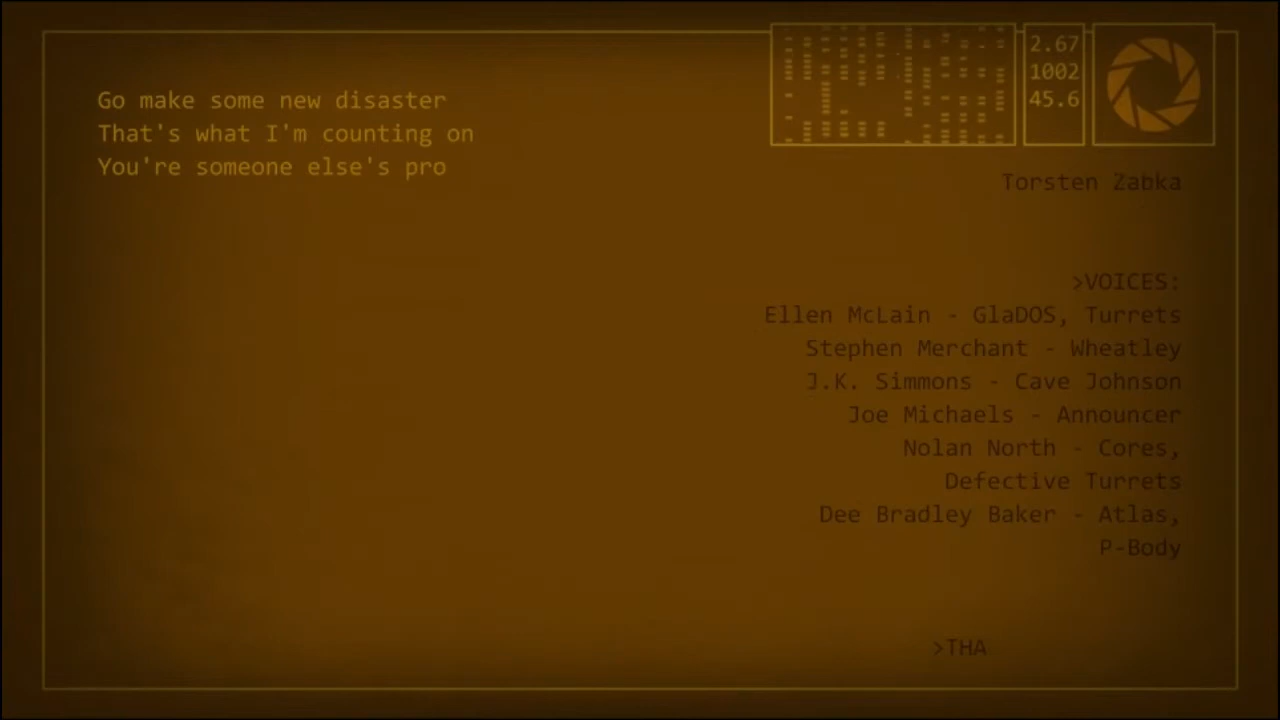 Go make some new disaster
That's what I'm counting on
You're someone else's pro
2.67
1002
45.6
Torsten Zabka
>VOICES:
Ellen McLain - GlaDOS, Turrets
Stephen Merchant - Wheatley
J.K. Simmons - Cave Johnson
Joe Michaels - Announcer
Nolan North - Cores,
Defective Turrets
Dee Bradley Baker - Atlas,
P-Body
>THA